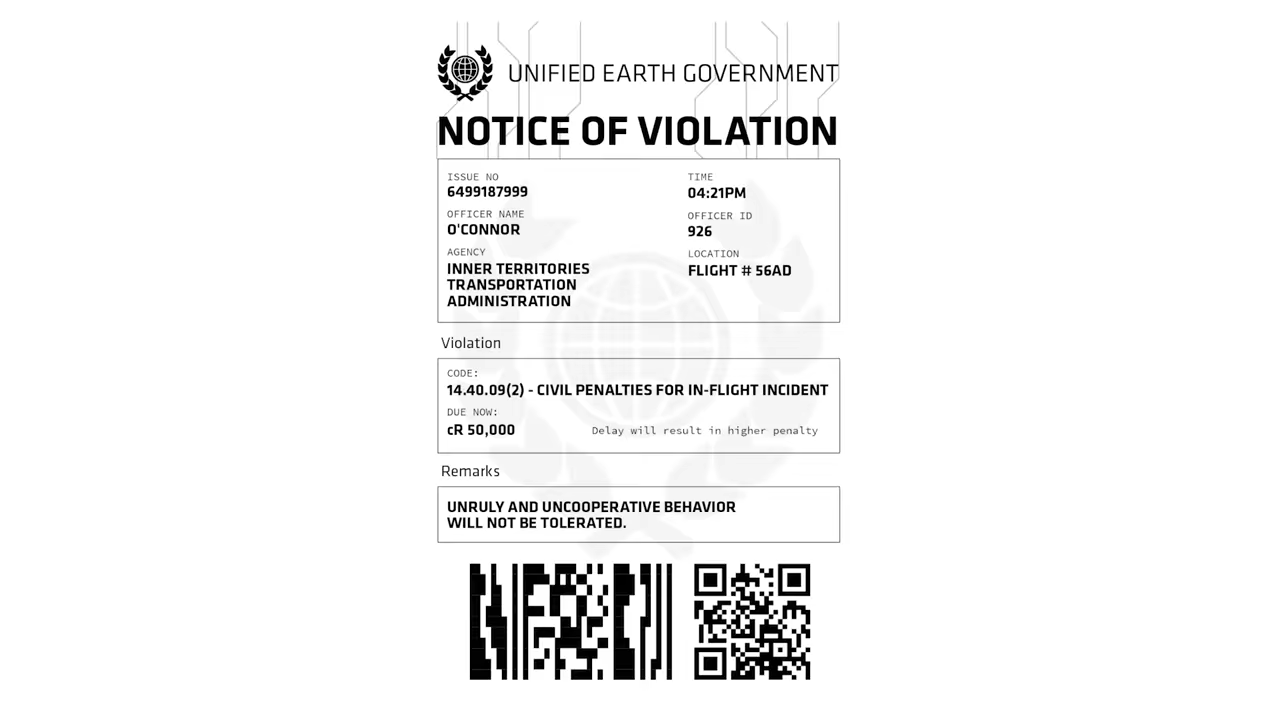 UNIFIED EARTH GOVERNMENT
NOTICE OF VIOLATION
ISSUE NO
6499187999
TIME
04:21PM
OFFICER NAME
O'CONNOR
OFFICER ID
926
AGENCY
INNER TERRITORIES
TRANSPORTATION
ADMINISTRATION
LOCATION
FLIGHT # 56AD
Violation
CODE:
14.40.09(2) - CIVIL PENALTIES FOR IN-FLIGHT INCIDENT
DUE NOW:
cR 50,000
Delay will result in higher penalty
Remarks
UNRULY AND UNCOOPERATIVE BEHAVIOR
WILL NOT BE TOLERATED.